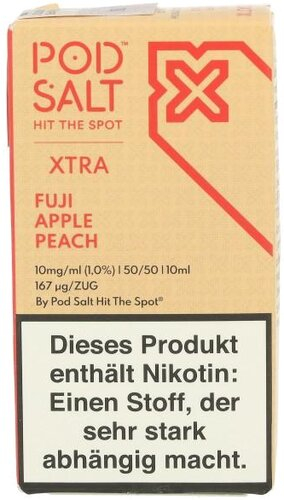 POD™
SALT
HIT THE SPOT
XTRA
FUJI
APPLE
PEACH
10mg/ml (1,0%) | 50/50 | 10ml
167 µg/ZUG
By Pod Salt Hit The Spot®
Dieses Produkt
enthält Nikotin:
Einen Stoff, der
sehr stark
abhängig macht.